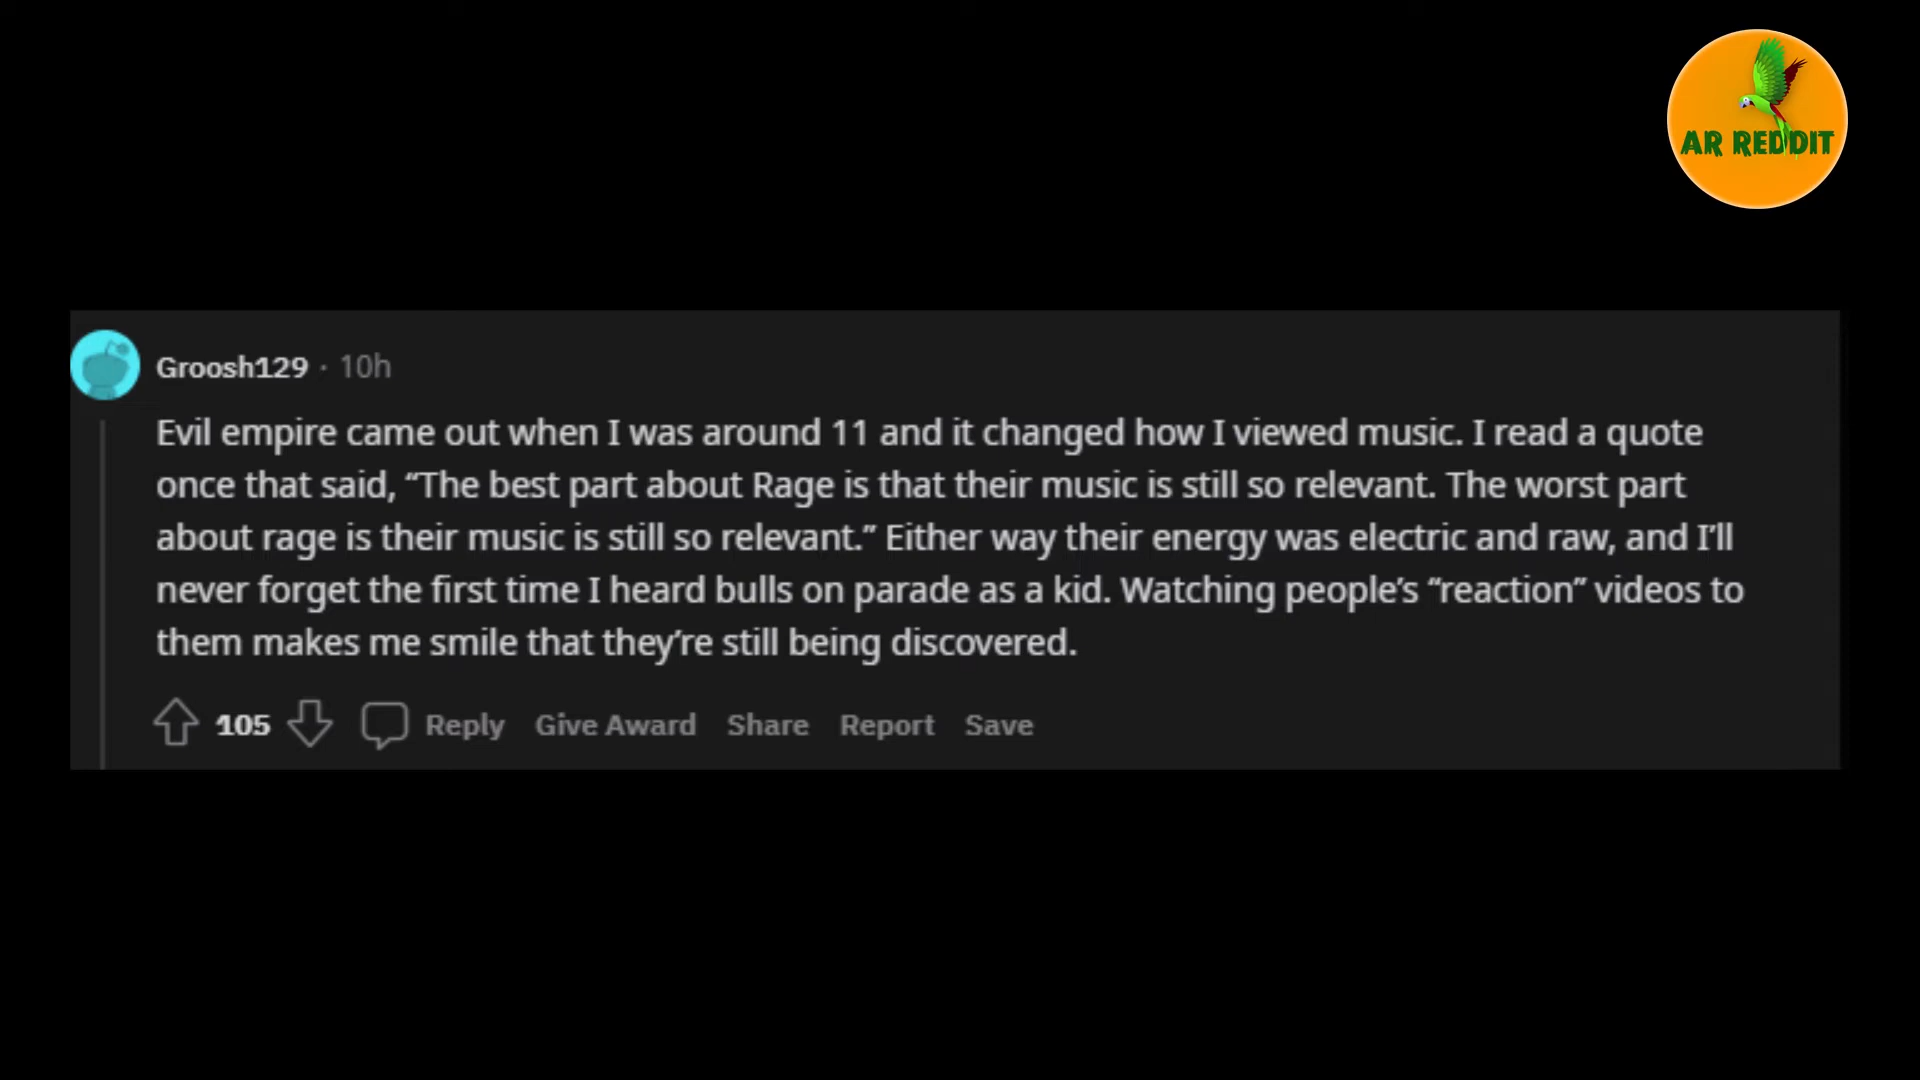 AR REDDIT
Groosh129 · 10h
Evil empire came out when I was around 11 and it changed how I viewed music. I read a quote
once that said, “The best part about Rage is that their music is still so relevant. The worst part
about rage is their music is still so relevant.” Either way their energy was electric and raw, and I’ll
never forget the first time I heard bulls on parade as a kid. Watching people’s “reaction” videos to
them makes me smile that they’re still being discovered.
105 Reply Give Award Share Report Save